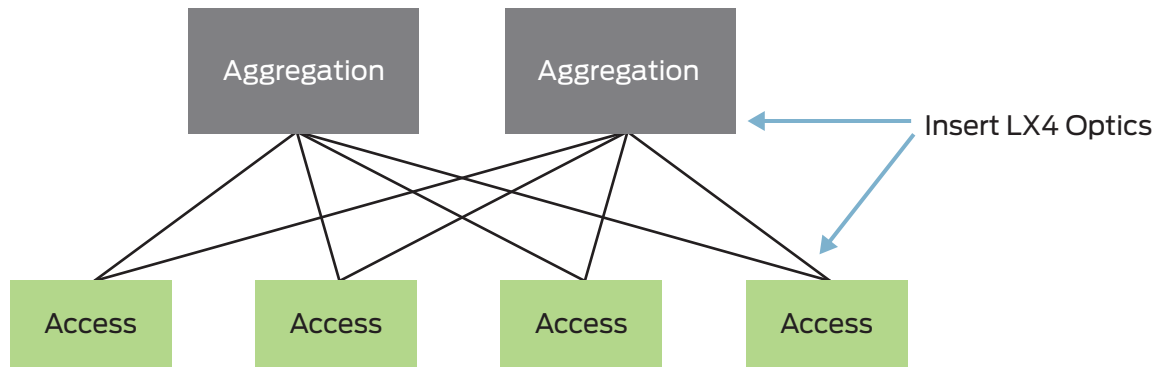 Aggregation
Aggregation
Insert LX4 Optics
Access
Access
Access
Access